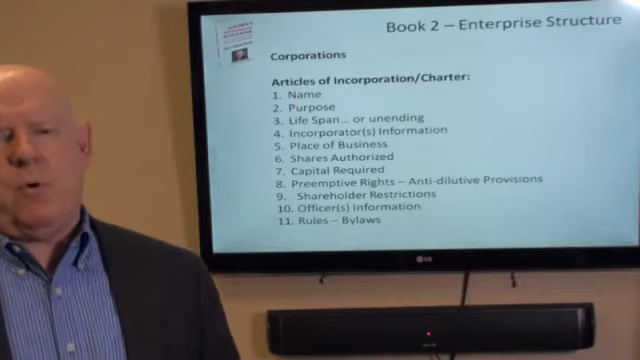 Book 2 – Enterprise Structure
Corporations
Articles of Incorporation/Charter:
1. Name
2. Purpose
3. Life Span... or unending
4. Incorporator(s) Information
5. Place of Business
6. Shares Authorized
7. Capital Required
8. Preemptive Rights – Anti-dilutive Provisions
9. Shareholder Restrictions
10. Officer(s) Information
11. Rules – Bylaws
LG